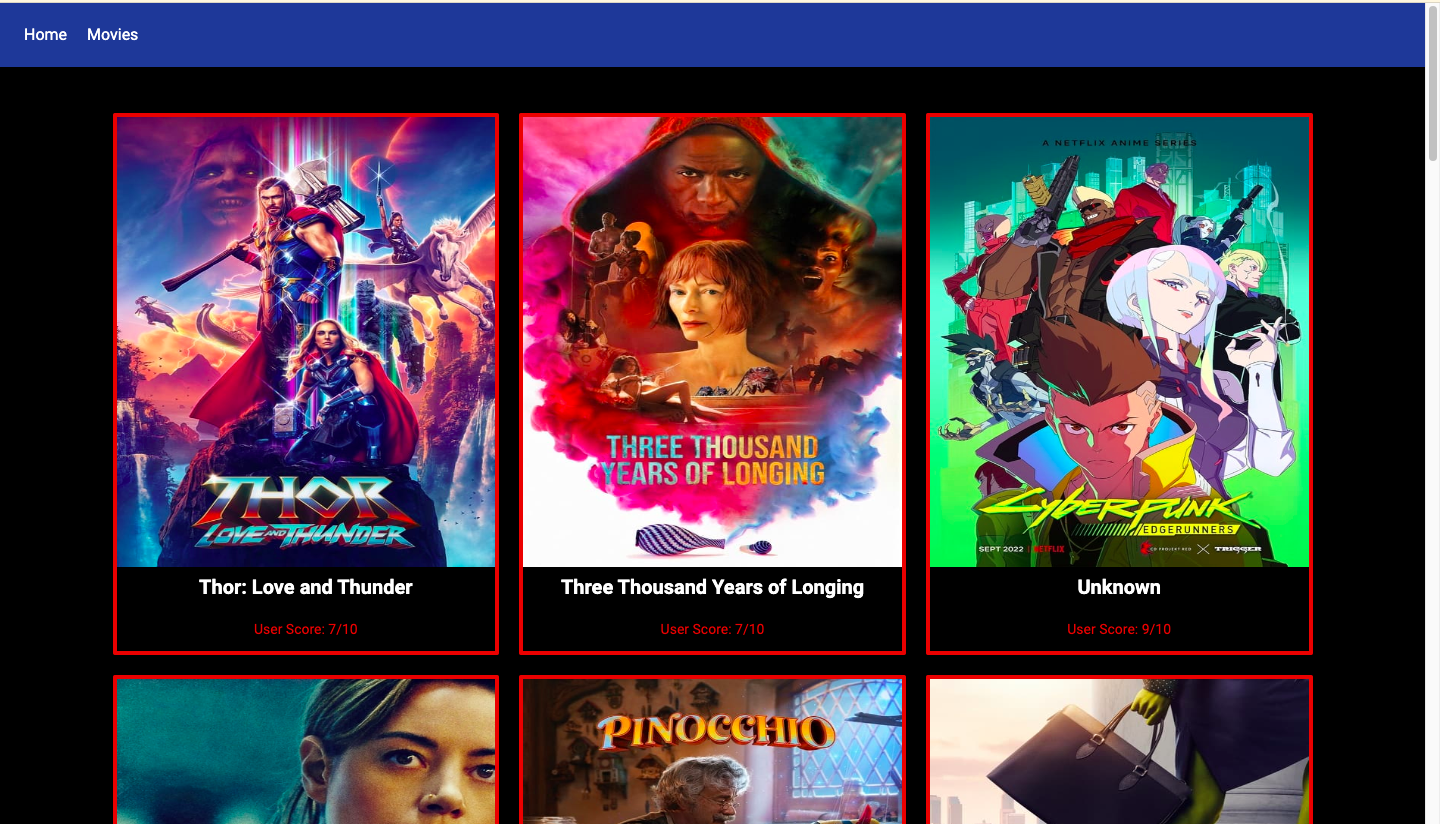 Home Movies
A NETFLIX ANIME SERIES
THOR
LOVE AND THUNDER
THREE THOUSAND
YEARS OF LONGING
CYBERPUNK
EDGERUNNERS
SEPT 2022 | NETFLIX CD PROJEKT RED X TRIGGER
Thor: Love and Thunder
User Score: 7/10
Three Thousand Years of Longing
User Score: 7/10
Unknown
User Score: 9/10
PINOCCHIO